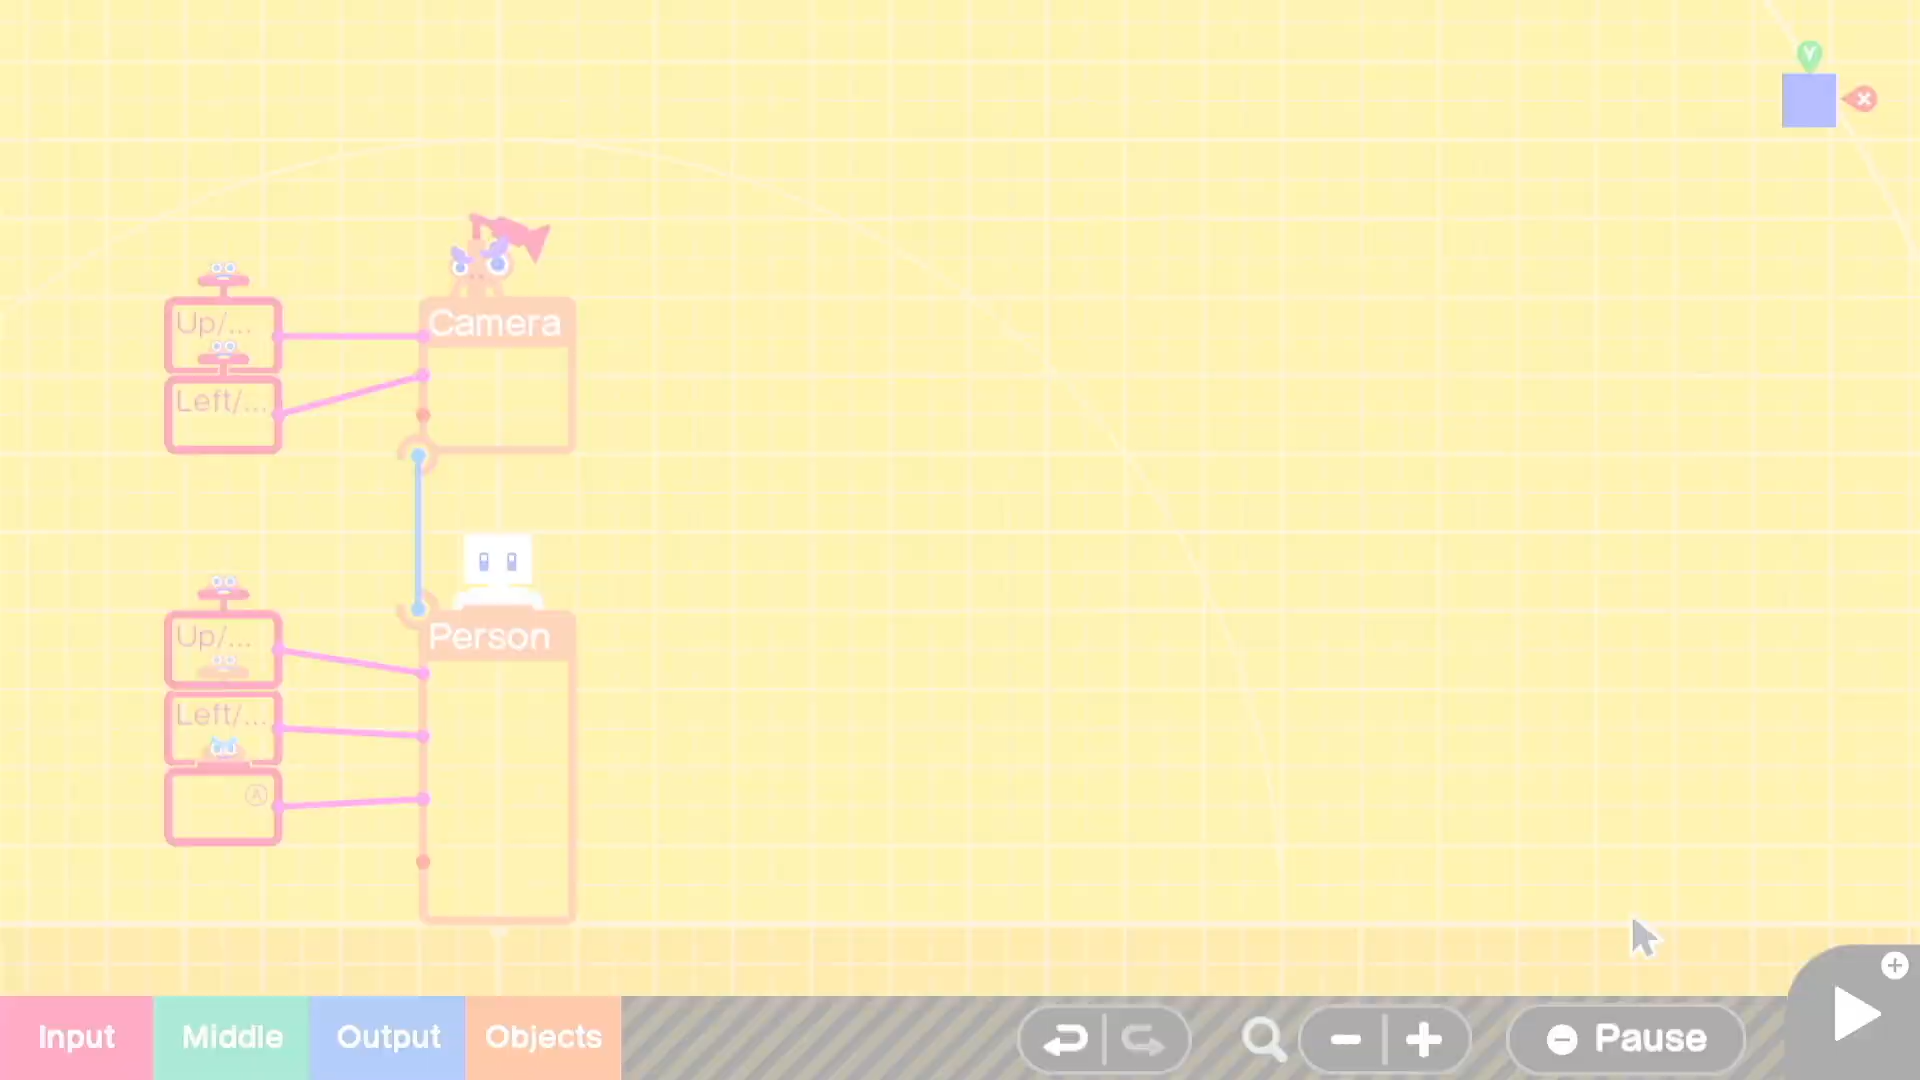 Y
X
Camera
Up/...
Left/...
Person
Up/...
Left/...
A
Input
Middle
Output
Objects
Pause